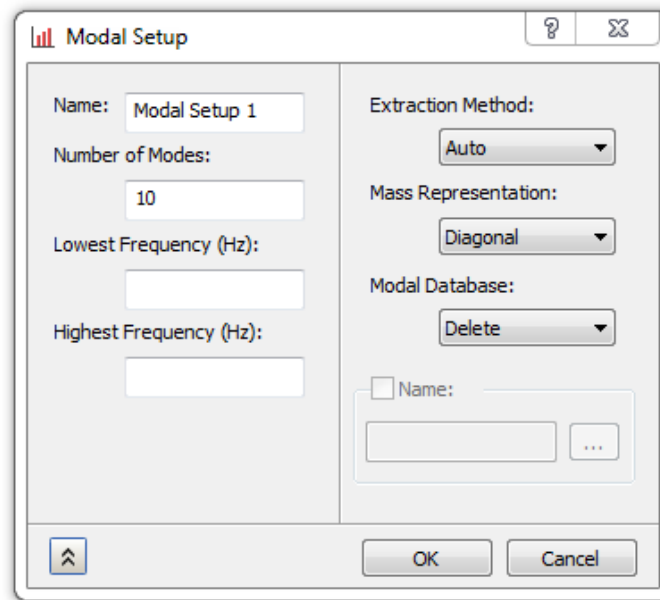 Modal Setup
Name: Modal Setup 1
Number of Modes:
10
Lowest Frequency (Hz):
Highest Frequency (Hz):
Extraction Method:
Auto
Mass Representation:
Diagonal
Modal Database:
Delete
Name:
...
OK
Cancel